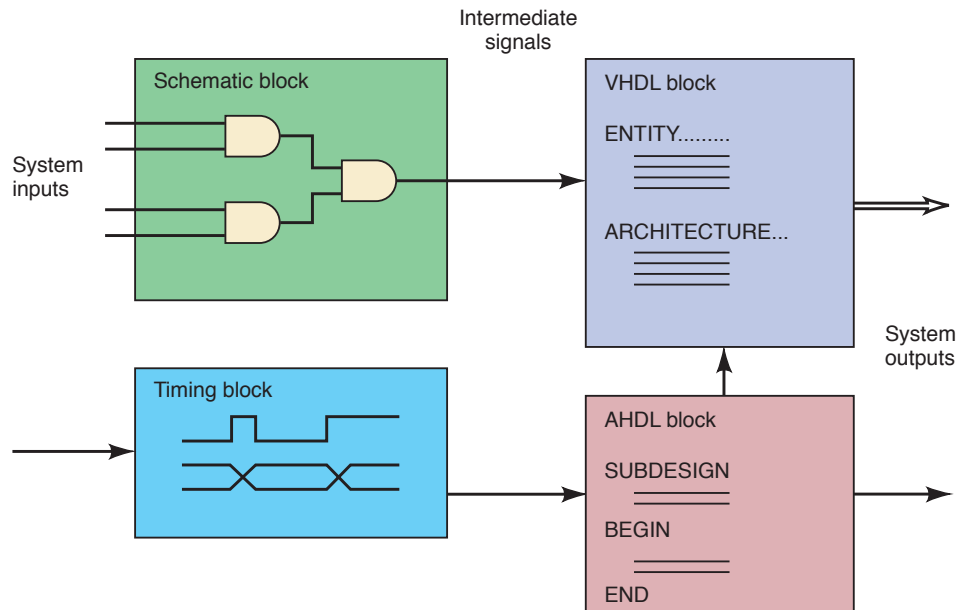 Intermediate
signals
Schematic block
VHDL block
ENTITY.........
System
inputs
ARCHITECTURE...
System
outputs
Timing block
AHDL block
SUBDESIGN
BEGIN
END